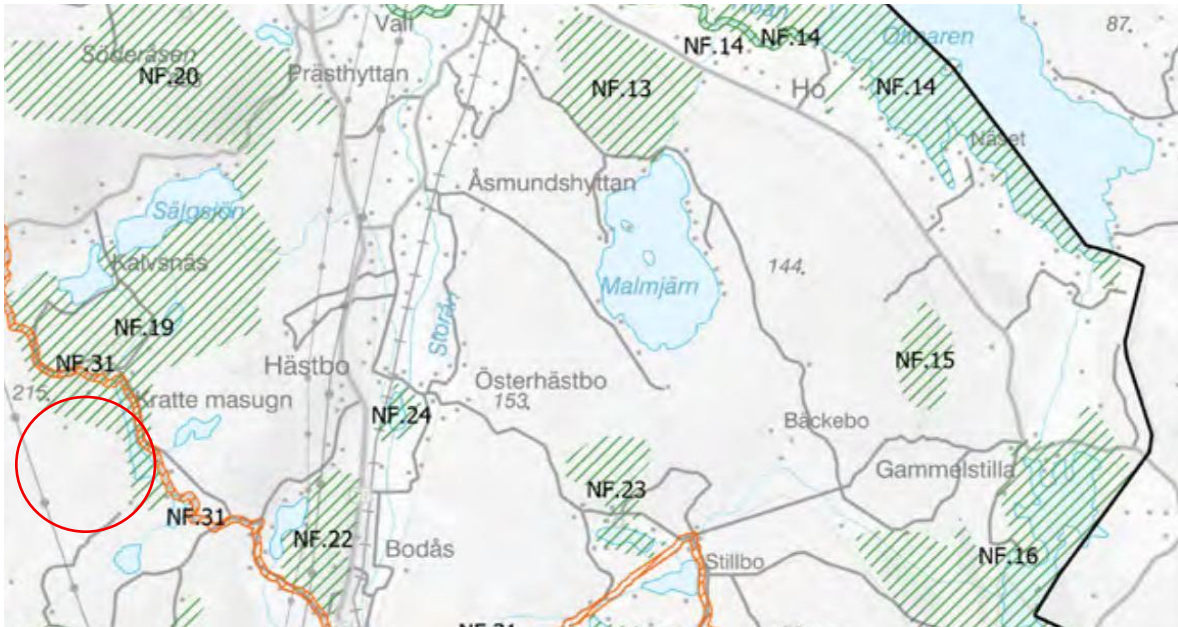 Vall
NF.14
NF.14
Ottnaren
87.
Söderåsen
NF.20
Prästhyttan
NF.13
Ho
NF.14
Näset
Åsmundshyttan
Sälgsjön
Kalvsnäs
144.
Malmjärn
Storån
NF.19
NF.31
Hästbo
NF.15
215.
Kratte masugn
Österhästbo
153.
NF.24
Bäckebo
Gammelstilla
NF.23
NF.31
NF.22
Bodås
Stillbo
NF.16